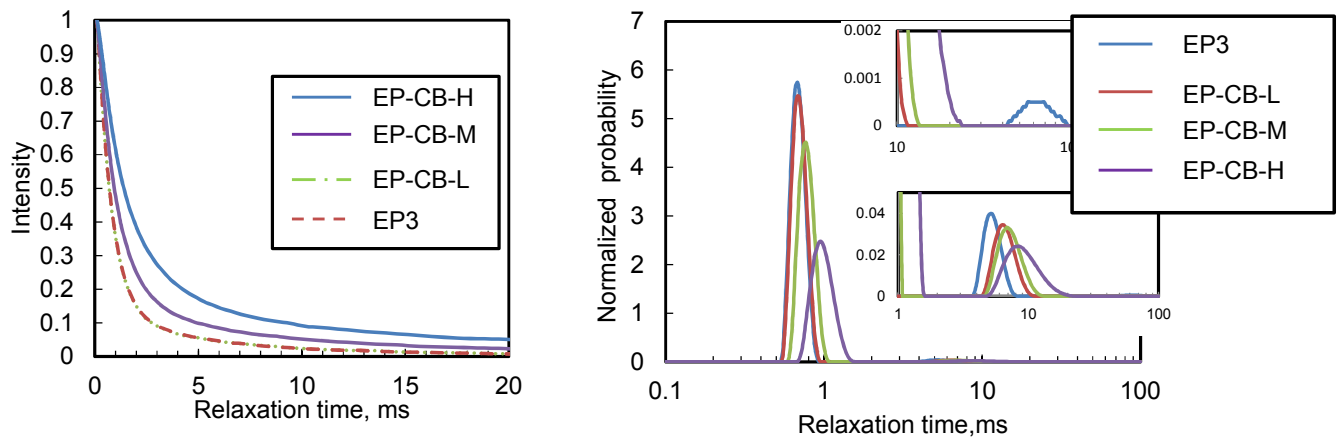 1
0.9
0.8
0.7
0.6
0.5
0.4
0.3
0.2
0.1
0
Intensity
EP-CB-H
EP-CB-M
EP-CB-L
EP3
0 5 10 15 20
Relaxation time, ms
7
6
5
4
3
2
1
0
Normalized probability
0.002
0.001
0
10 10
EP3
EP-CB-L
EP-CB-M
EP-CB-H
0.04
0.02
0
1 10 100
0.1 1 10 100
Relaxation time,ms